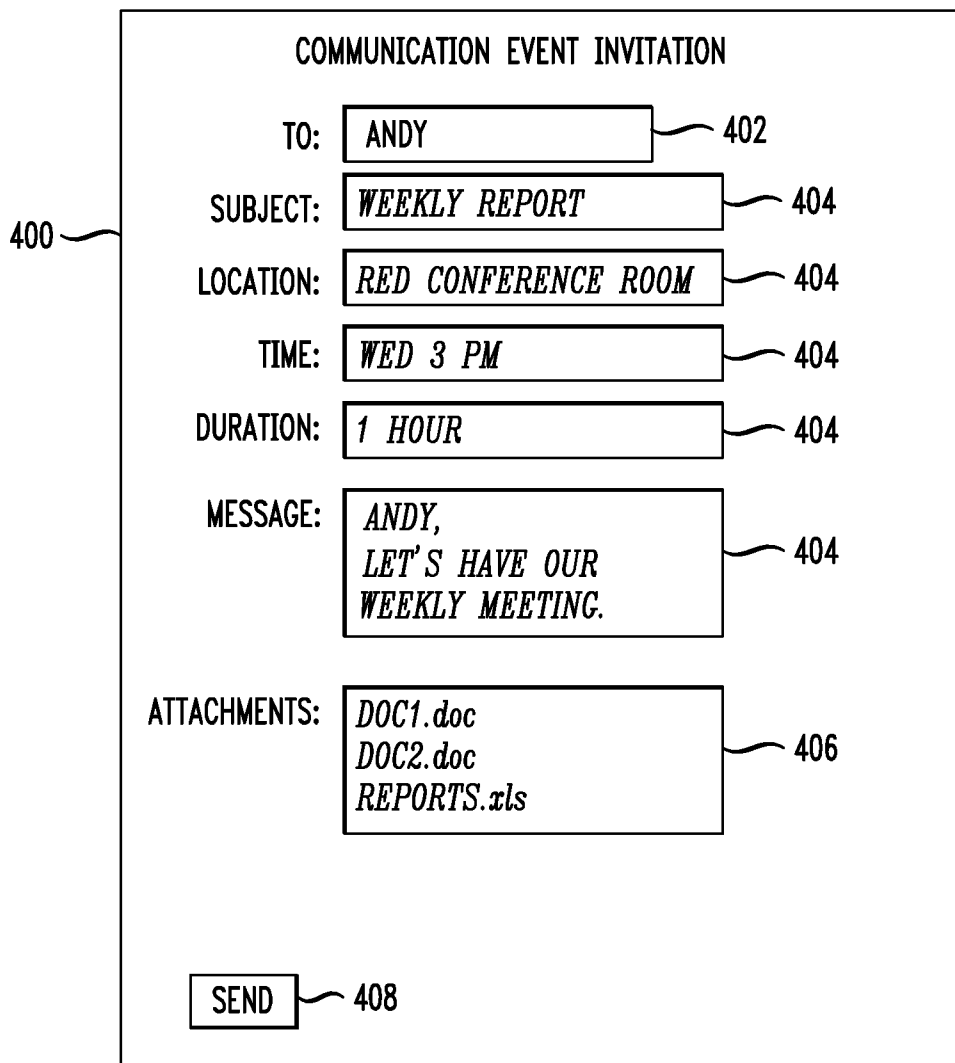 COMMUNICATION EVENT INVITATION
TO: ANDY 402
SUBJECT: WEEKLY REPORT 404
400
LOCATION: RED CONFERENCE ROOM 404
TIME: WED 3 PM 404
DURATION: 1 HOUR 404
MESSAGE: ANDY,
LET'S HAVE OUR 404
WEEKLY MEETING.
ATTACHMENTS: DOC1.doc
DOC2.doc 406
REPORTS.xls
SEND 408